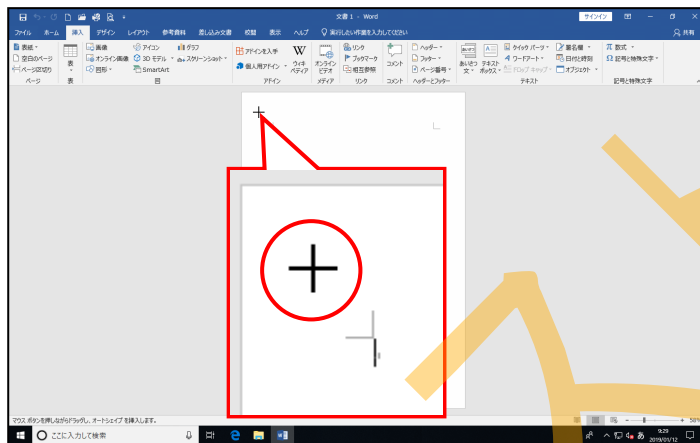 文書 1 - Word
サインイン
ファイル ホーム 挿入 デザイン レイアウト 参考資料 差し込み文書 校閲 表示 ヘルプ 実行したい作業を入力してください 共有
表紙
空白のページ
ページ区切り
ページ
表
表
画像
オンライン画像
図形
アイコン
3D モデル
SmartArt
グラフ
スクリーンショット
図
アドインを入手
個人用アドイン
ウィキペディア
アドイン
オンライン
ビデオ
メディア
リンク
ブックマーク
相互参照
リンク
コメント
コメント
ヘッダー
フッター
ページ番号
ヘッダーとフッター
あいさつ
文
テキスト
ボックス
クイック パーツ
ワードアート
ドロップ キャップ
署名欄
日付と時刻
オブジェクト
テキスト
数式
記号と特殊文字
記号と特殊文字
マウス ボタンを押しながらドラッグし、オートシェイプを挿入します。
58%
ここに入力して検索
あ
9:29
2019/01/12